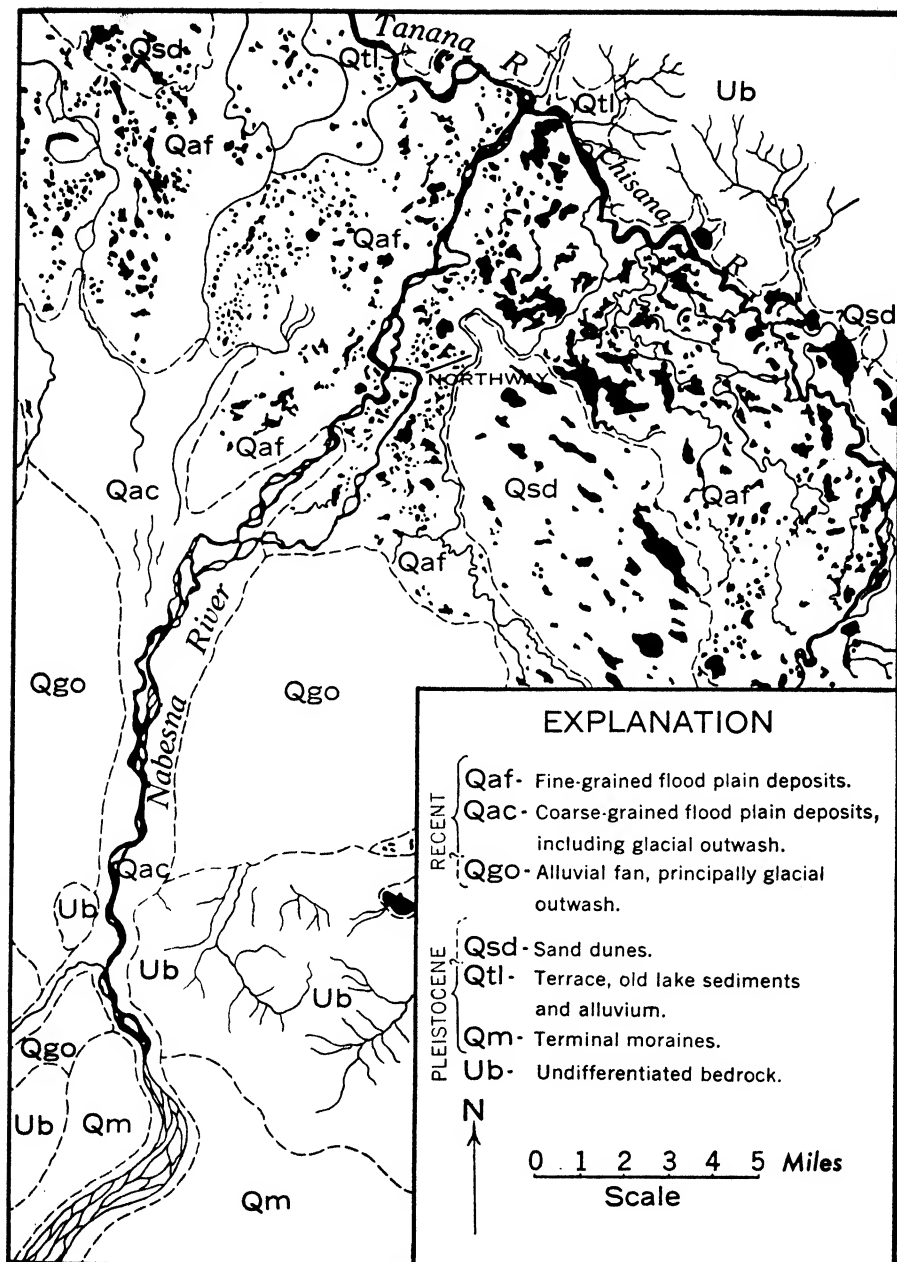 Tanana R
Qsd
Qtl
Qtl
Ub
Qaf
Chisana R
Qaf
Qsd
NORTHWAY
Qaf
Qac
Qsd
Qaf
Qaf
Nabesna River
Qgo
Qgo
Qac
Ub
Ub
Ub
Qgo
Ub
Qm
Qm
EXPLANATION
RECENT
Qaf- Fine-grained flood plain deposits.
Qac- Coarse-grained flood plain deposits,
including glacial outwash.
?
Qgo- Alluvial fan, principally glacial
outwash.
PLEISTOCENE
?
Qsd- Sand dunes.
Qtl- Terrace, old lake sediments
and alluvium.
Qm- Terminal moraines.
Ub- Undifferentiated bedrock.
N
0 1 2 3 4 5 Miles
Scale